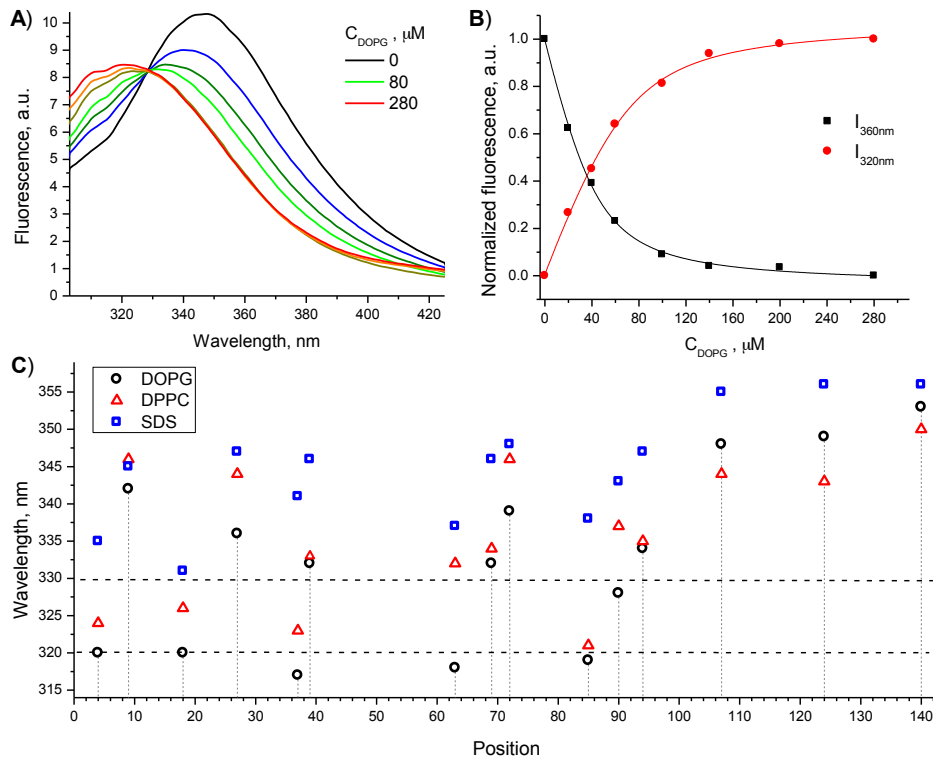 A)
C_DOPG , μM
0
80
280
Fluorescence, a.u.
10
9
8
7
6
5
4
3
2
1
0
320 340 360 380 400 420
Wavelength, nm
B)
Normalized fluorescence, a.u.
1.0
0.8
0.6
0.4
0.2
0.0
I_360nm
I_320nm
0 40 80 120 160 200 240 280
C_DOPG , μM
C)
DOPG
DPPC
SDS
Wavelength, nm
355
350
345
340
335
330
325
320
315
0 10 20 30 40 50 60 70 80 90 100 110 120 130 140
Position